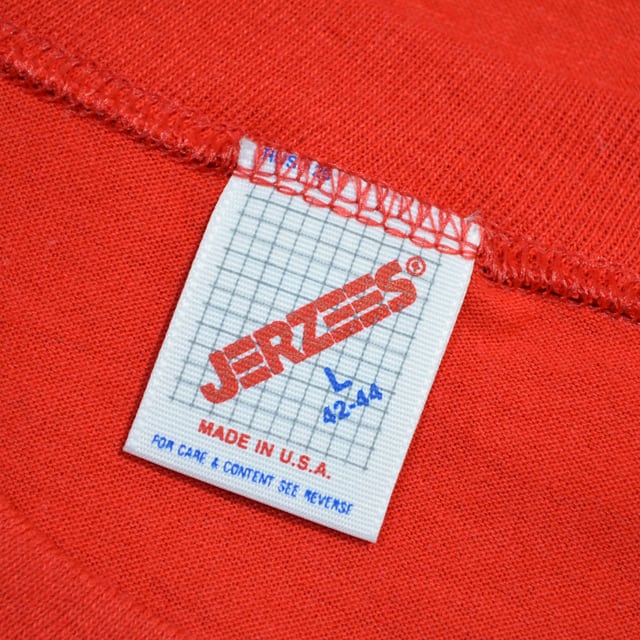 JERZEES®
L
42-44
MADE IN U.S.A.
FOR CARE & CONTENT SEE REVERSE